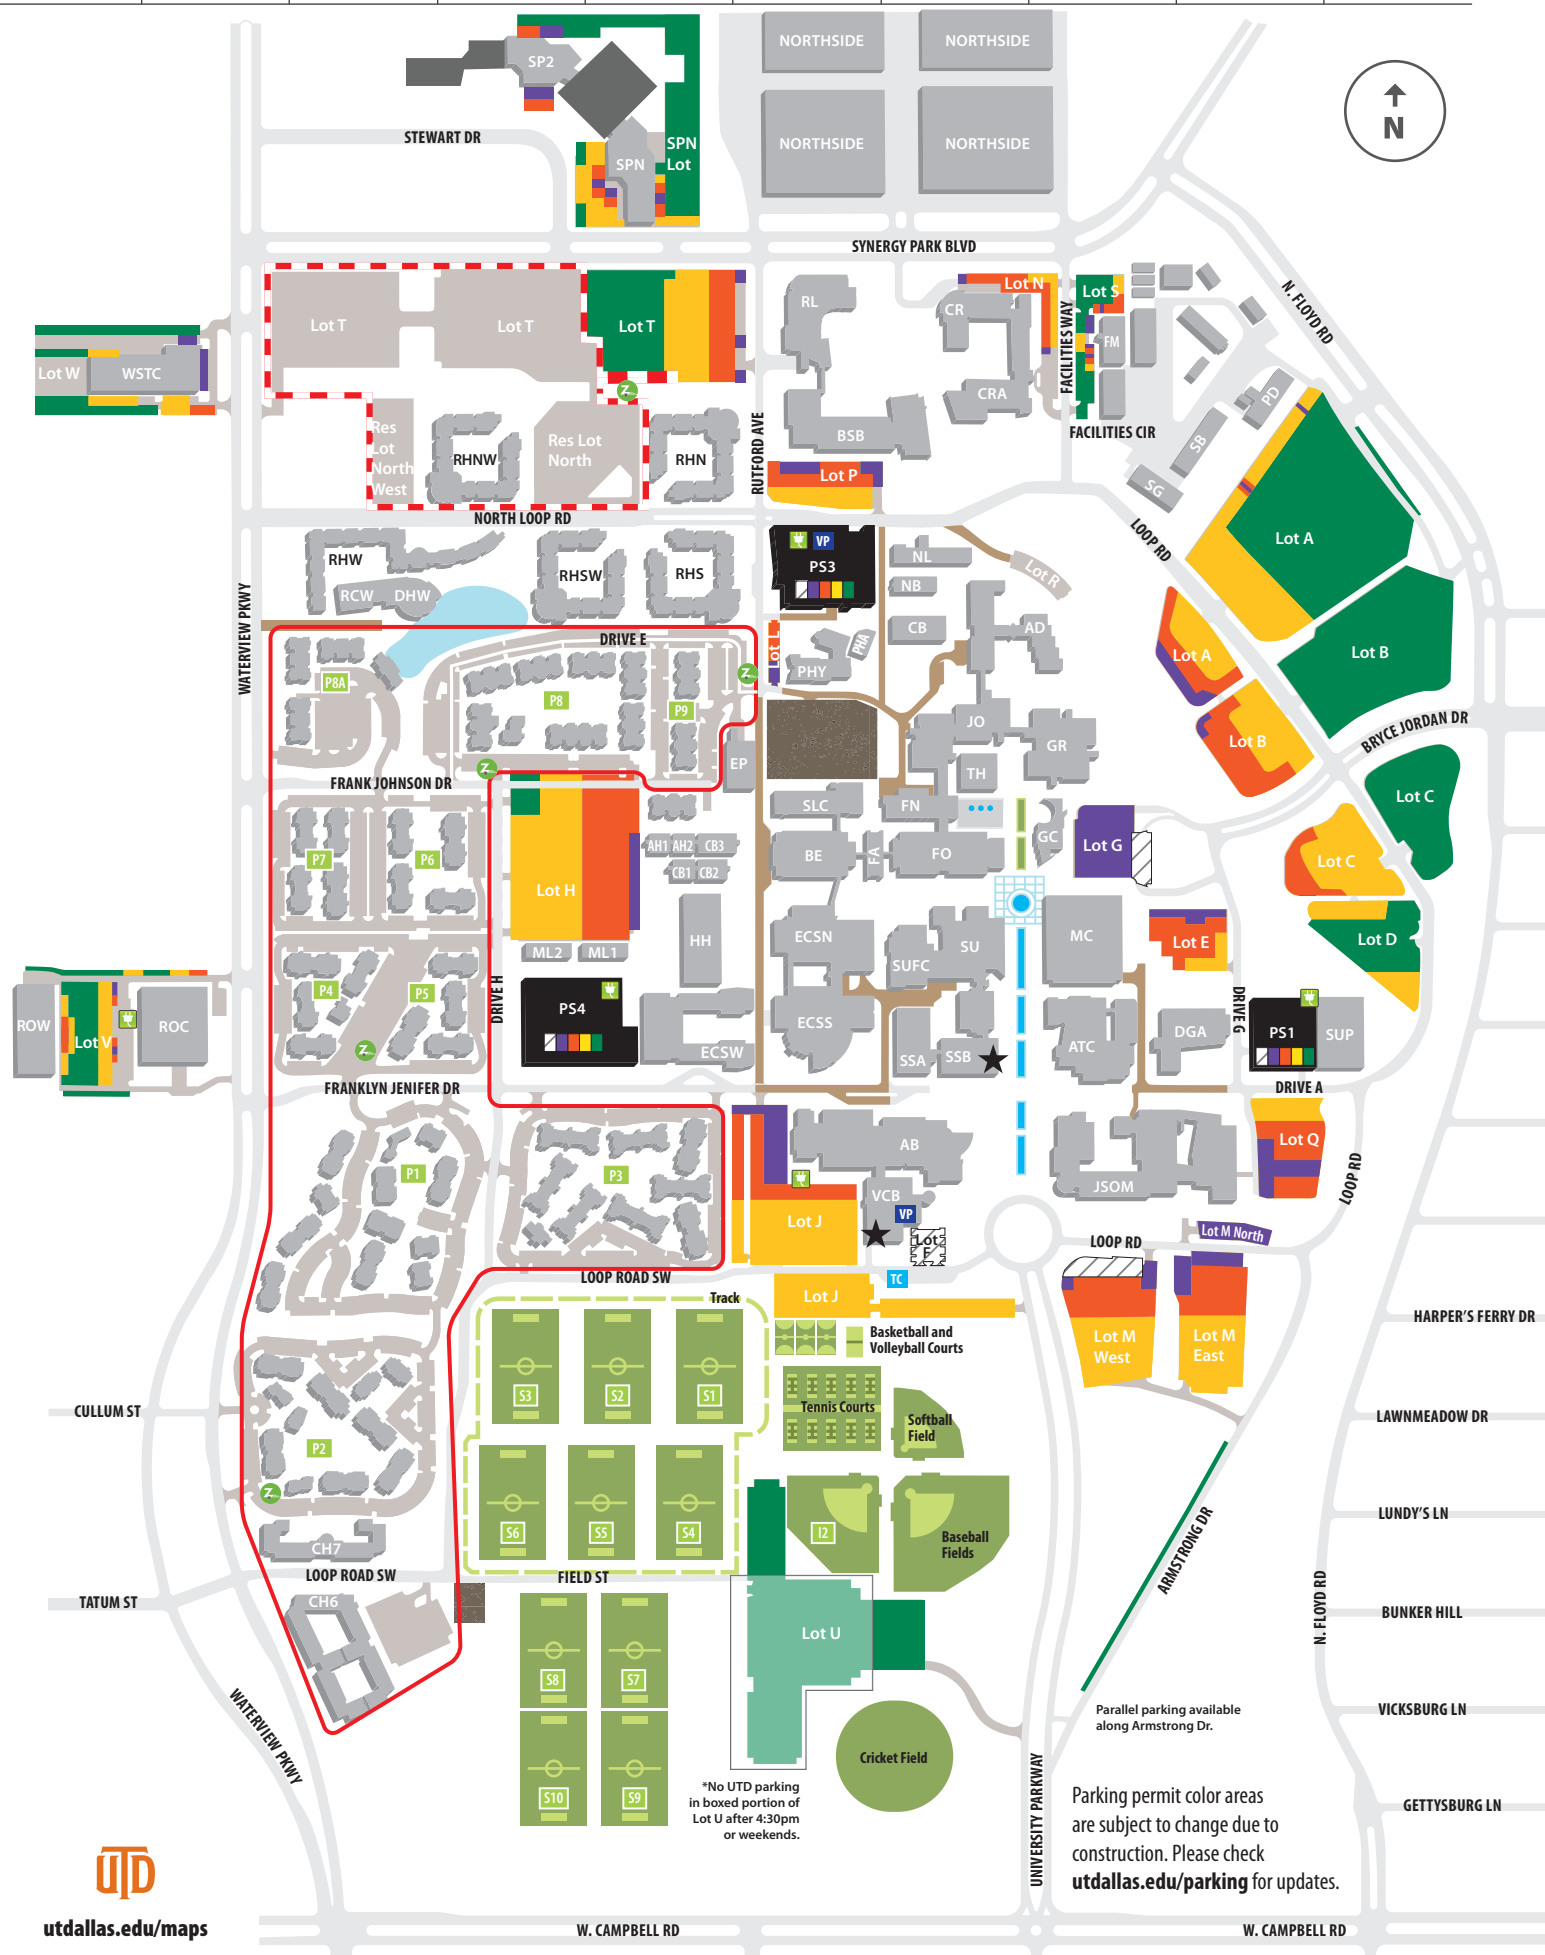 NORTHSIDE
NORTHSIDE
SP2
N
STEWART DR
SPN
Lot
SPN
NORTHSIDE
NORTHSIDE
SYNERGY PARK BLVD
N. FLOYD RD
Lot N
Lot S
RL
CR
FACILITIES WAY
FM
Lot T
Lot T
Lot T
Lot W
WSTC
Z
CRA
PD
Res
Lot
North
West
RHNW
Res Lot
North
RHN
RUTFORD AVE
BSB
FACILITIES CIR
SB
SG
Lot P
NORTH LOOP RD
LOOP RD
Lot A
RHW
RHSW
RHS
VP
PS3
NL
NB
Lot R
RCW
DHW
WATERVIEW PKWY
DRIVE E
Lot L
CB
AD
PHA
PHY
Lot A
Lot B
P8A
P8
P9
Z
JO
GR
Lot B
BRYCE JORDAN DR
EP
TH
Z
FRANK JOHNSON DR
SLC
FN
Lot C
P7
P6
AH1
AH2
CB3
CB1
CB2
BE
FA
FO
GC
Lot G
Lot C
Lot H
HH
ECSN
SU
SUFC
MC
Lot E
Lot D
ML2
ML1
P4
P5
DRIVE H
PS4
ECSS
ROW
Lot V
ROC
Z
ECSW
SSA
SSB
ATC
DGA
DRIVE G
PS1
SUP
FRANKLYN JENIFER DR
DRIVE A
P1
P3
AB
JSOM
Lot Q
LOOP RD
VCB
VP
Lot J
Lot
F
Lot M North
LOOP RD
LOOP ROAD SW
TC
Track
Lot J
HARPER'S FERRY DR
Basketball and
Volleyball Courts
Lot M
West
Lot M
East
S3
S2
S1
Tennis Courts
Softball
Field
CULLUM ST
LAWNMEADOW DR
P2
Z
S6
S5
S4
I2
Baseball
Fields
LUNDY'S LN
ARMSTRONG DR
CH7
LOOP ROAD SW
FIELD ST
TATUM ST
CH6
N. FLOYD RD
BUNKER HILL
Lot U
S8
S7
WATERVIEW PKWY
Parallel parking available
along Armstrong Dr.
VICKSBURG LN
Cricket Field
*No UTD parking
in boxed portion of
Lot U after 4:30pm
or weekends.
S10
S9
UNIVERSITY PARKWAY
Parking permit color areas
are subject to change due to
construction. Please check
utdallas.edu/parking for updates.
GETTYSBURG LN
UTD
utdallas.edu/maps
W. CAMPBELL RD
W. CAMPBELL RD